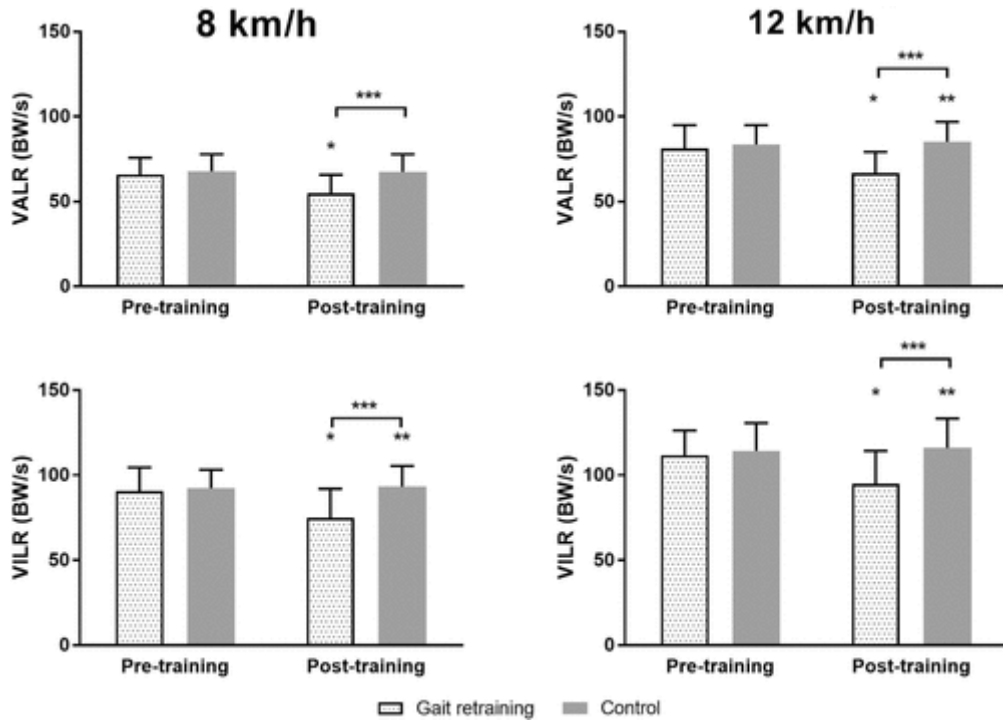 8 km/h
150
100
50
0
VALR (BW/s)
***
*
Pre-training Post-training
12 km/h
150
100
50
0
VALR (BW/s)
***
* **
Pre-training Post-training
150
100
50
0
VILR (BW/s)
***
* **
Pre-training Post-training
150
100
50
0
VILR (BW/s)
***
* **
Pre-training Post-training
Gait retraining Control